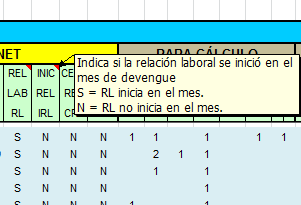 NET PARA CÁLCULO
Indica si la relación laboral se inició en el
mes de devengue
S = RL inicia en el mes.
N = RL no inicia en el mes.
REL INIC CE
LAB REL RE
RL IRL
S N N N 1 1 1 1 1
S N N N 2 1 1
S N N N 1 1
S N N N 1
S N N N 1 1